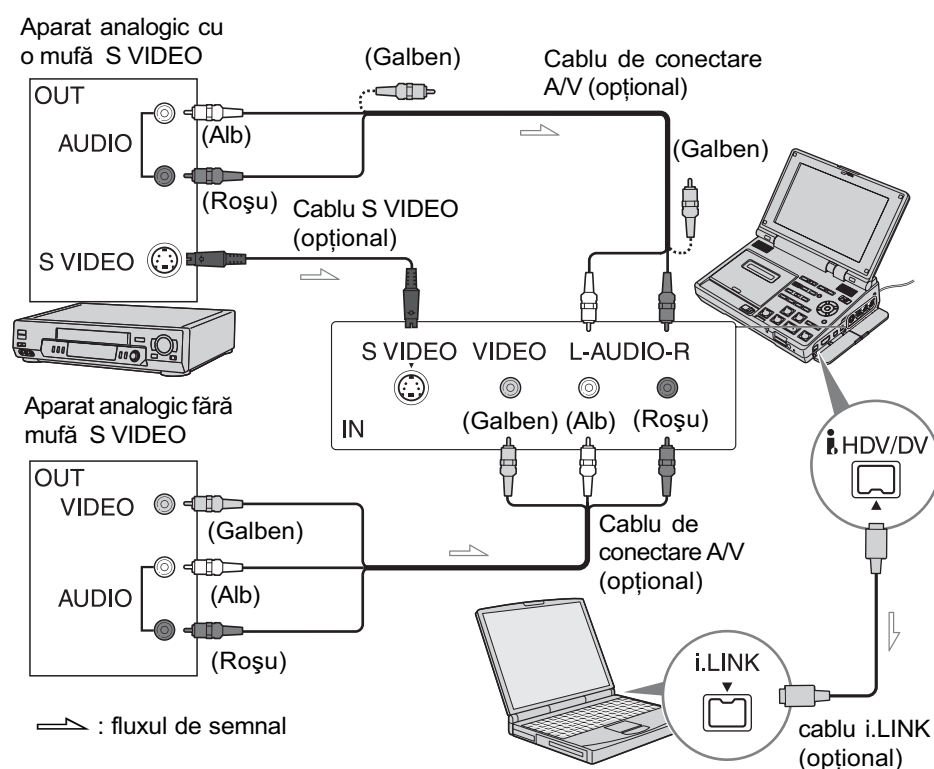 Aparat analogic cu
o mufă S VIDEO
OUT
AUDIO
(Alb)
(Roşu)
S VIDEO
(Galben)
Cablu de conectare
A/V (opţional)
(Galben)
Cablu S VIDEO
(opţional)
S VIDEO VIDEO L-AUDIO-R
(Galben) (Alb) (Roşu)
IN
Aparat analogic fără
mufă S VIDEO
OUT
VIDEO
(Galben)
AUDIO
(Alb)
(Roşu)
Cablu de
conectare A/V
(opţional)
i HDV/DV
i.LINK
cablu i.LINK
(opţional)
: fluxul de semnal